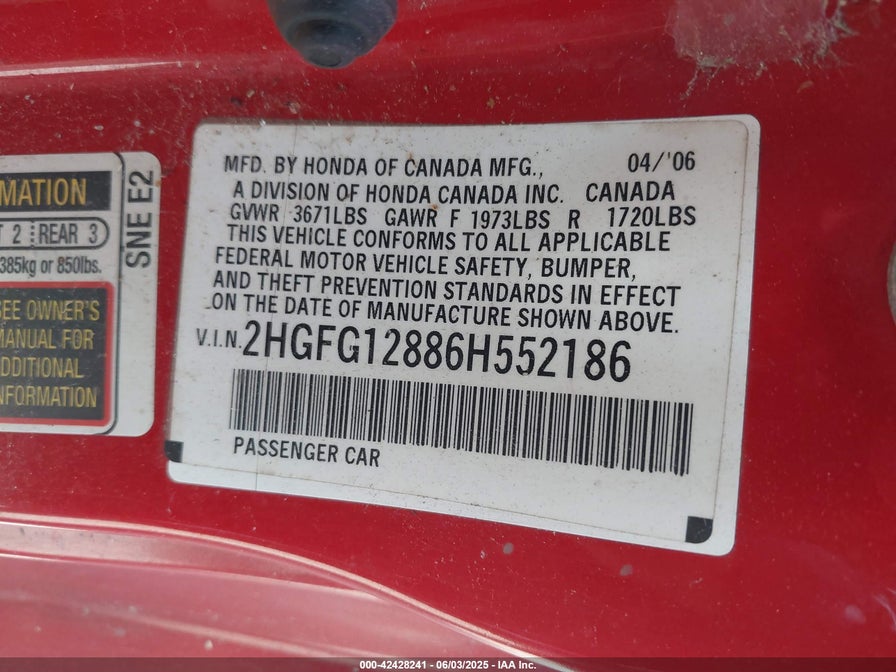 MATION
T 2 REAR 3
385kg or 850lbs.
SEE OWNER'S
MANUAL FOR
ADDITIONAL
INFORMATION
SNE E2
MFD. BY HONDA OF CANADA MFG., 04/'06
A DIVISION OF HONDA CANADA INC. CANADA
GVWR 3671LBS GAWR F 1973LBS R 1720LBS
THIS VEHICLE CONFORMS TO ALL APPLICABLE
FEDERAL MOTOR VEHICLE SAFETY, BUMPER,
AND THEFT PREVENTION STANDARDS IN EFFECT
ON THE DATE OF MANUFACTURE SHOWN ABOVE.
V.I.N. 2HGFG12886H552186
PASSENGER CAR
000-42428241 - 06/03/2025 - IAA Inc.